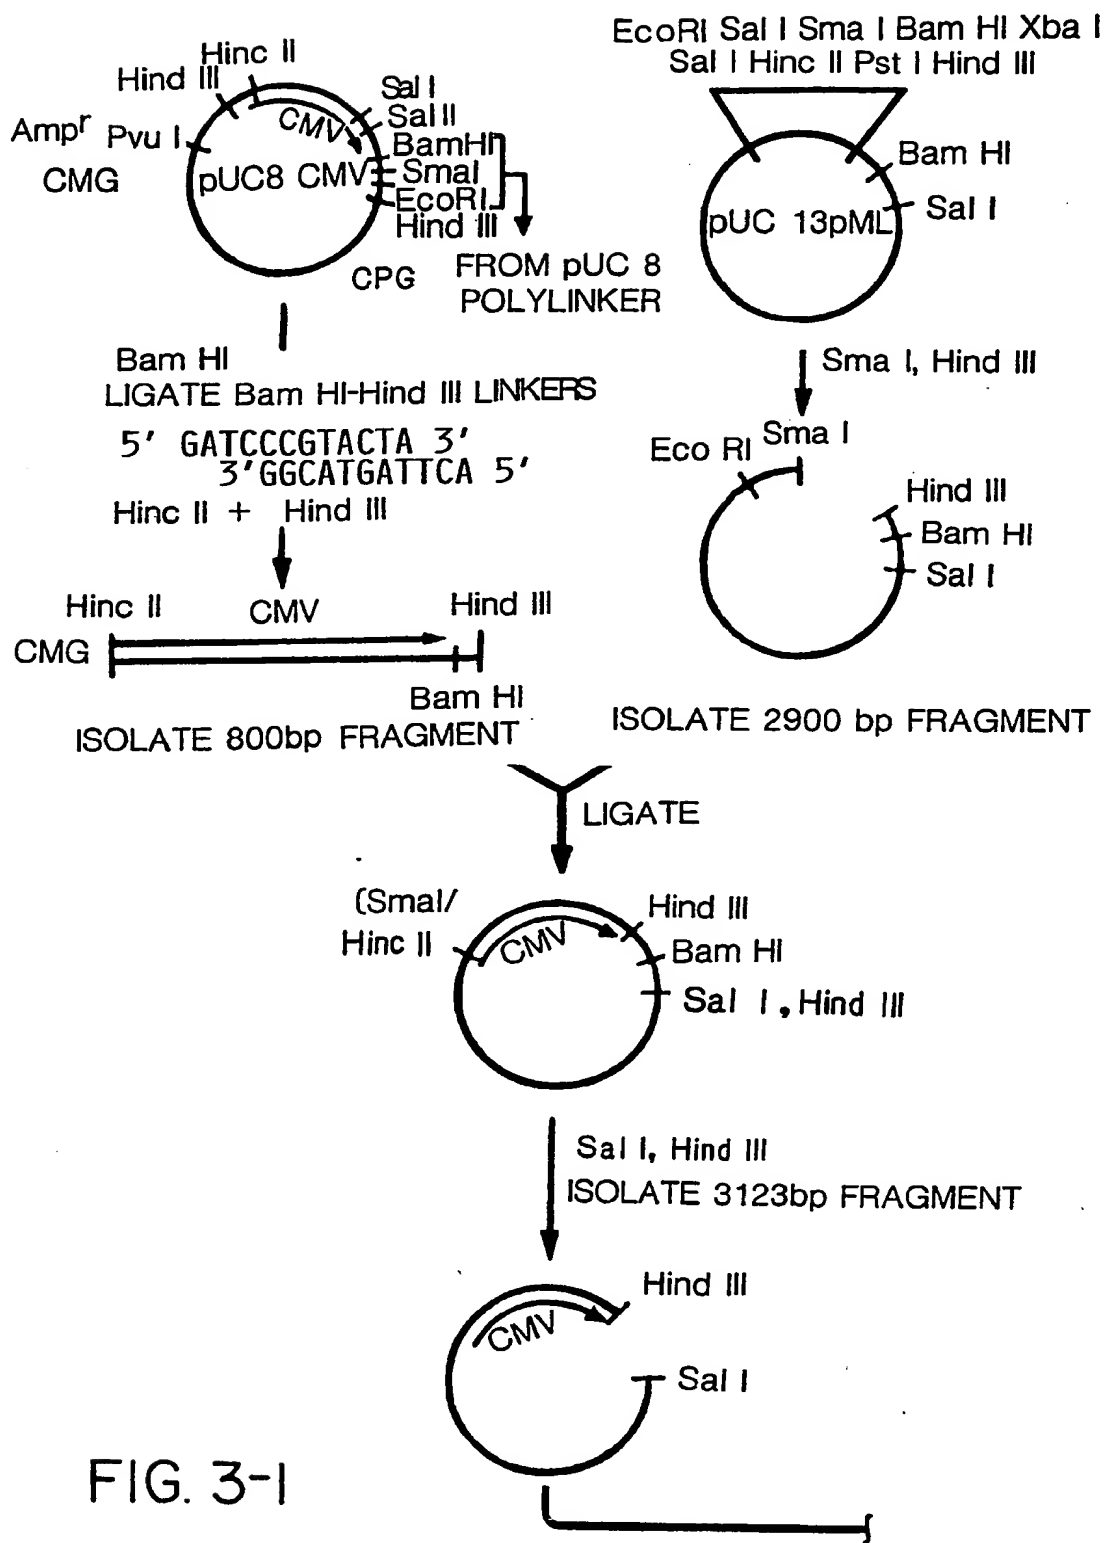 Hinc II
Hind III
Amp^r Pvu I
CMG
Sal I
Sal II
CMV
BamHI
pUC8 CMV
SmaI
EcoRI
Hind III
CPG
FROM pUC 8
POLYLINKER
EcoRI Sal I Sma I Bam HI Xba I
Sal I Hinc II Pst I Hind III
Bam HI
Sal I
pUC 13pML
Bam HI
LIGATE Bam HI-Hind III LINKERS
5' GATCCCGTACTA 3'
3'GGCATGATTCA 5'
Hinc II + Hind III
Sma I, Hind III
Eco RI
Sma I
Hind III
Bam HI
Sal I
Hinc II
CMV
Hind III
CMG
Bam HI
ISOLATE 800bp FRAGMENT
ISOLATE 2900 bp FRAGMENT
LIGATE
(SmaI/
Hinc II
CMV
Hind III
Bam HI
Sal I, Hind III
Sal I, Hind III
ISOLATE 3123bp FRAGMENT
Hind III
CMV
Sal I
FIG. 3-1